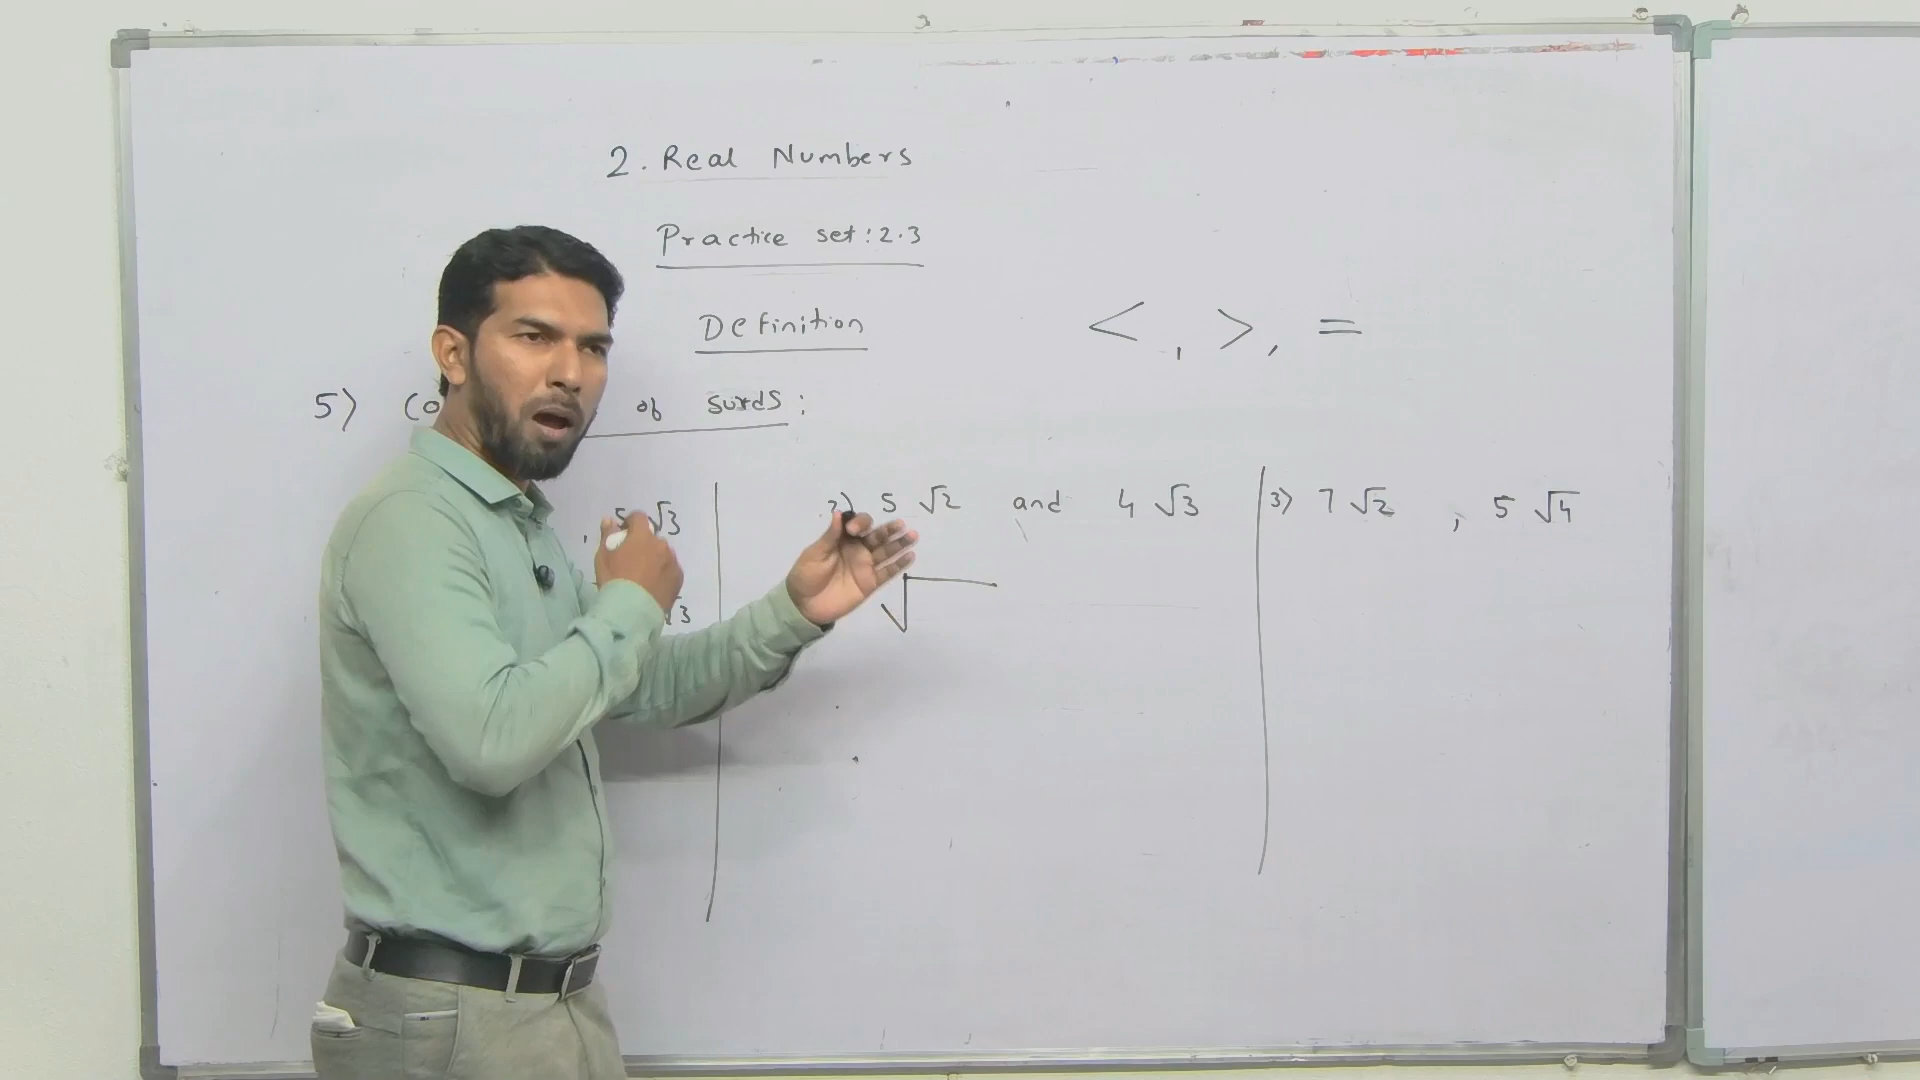 2. Real Numbers
Practice set: 2.3
Definition
< , > , =
5) of surds :
, 5 √3
2) 5 √2 and 4 √3
3) 7 √2 , 5 √4
√3
√